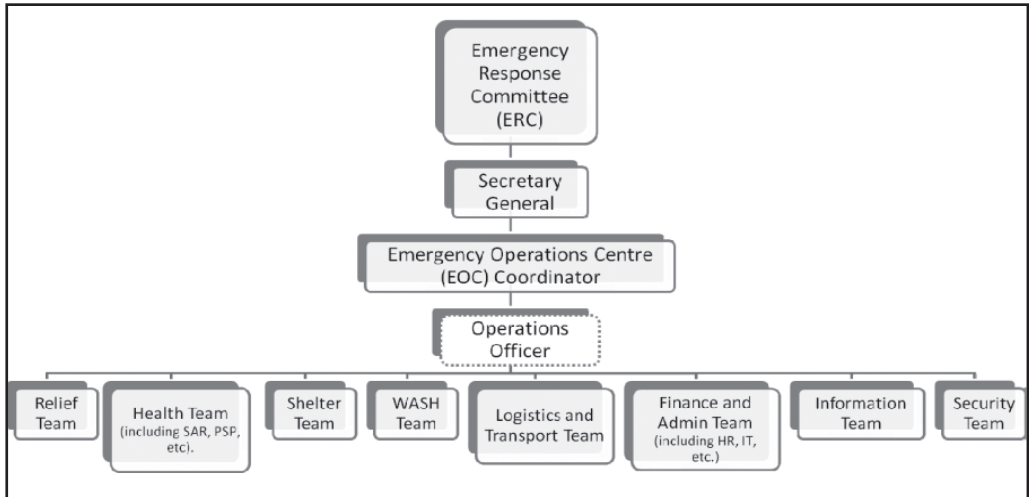 Emergency
Response
Committee
(ERC)
Secretary
General
Emergency Operations Centre
(EOC) Coordinator
Operations
Officer
Relief
Team
Health Team
(including SAR, PSP,
etc).
Shelter
Team
WASH
Team
Logistics and
Transport Team
Finance and
Admin Team
(including HR, IT,
etc.)
Information
Team
Security
Team